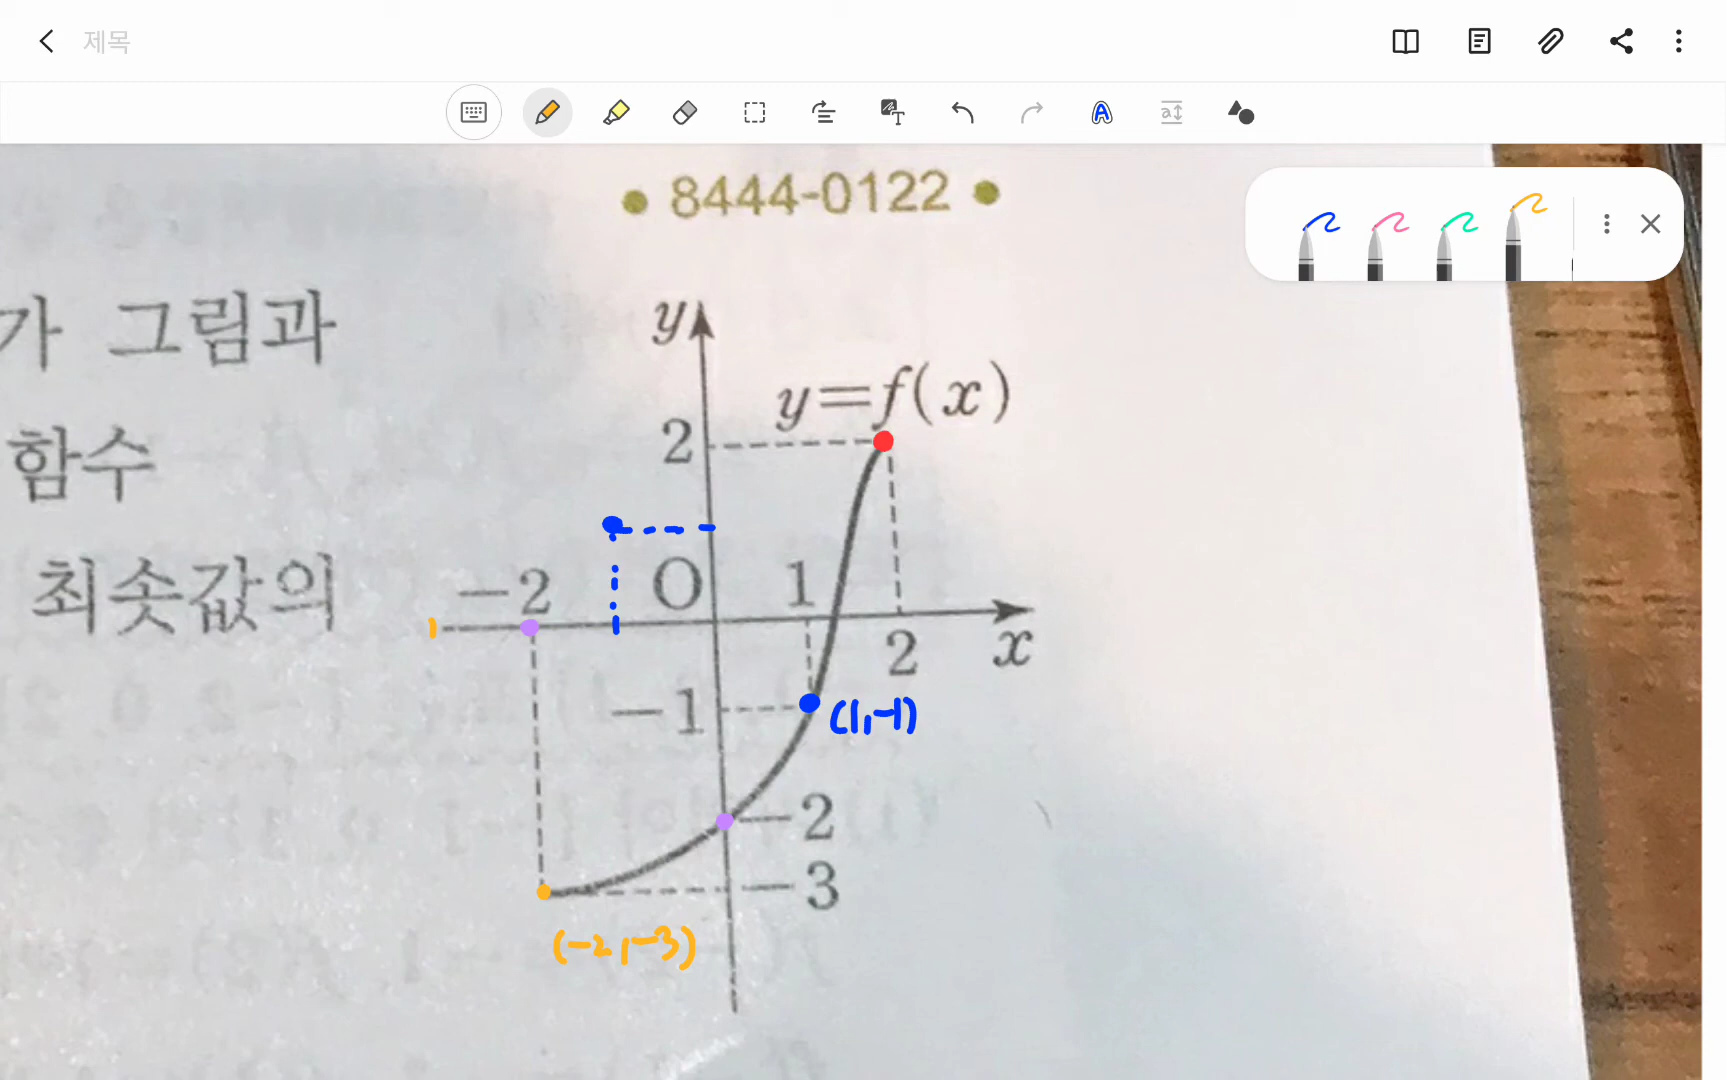 제목
• 8444-0122 •
가 그림과
함수
최솟값의
y
y=f(x)
2
-2
O
1
2
x
-1
(1,-1)
-2
-3
(-2,-3)